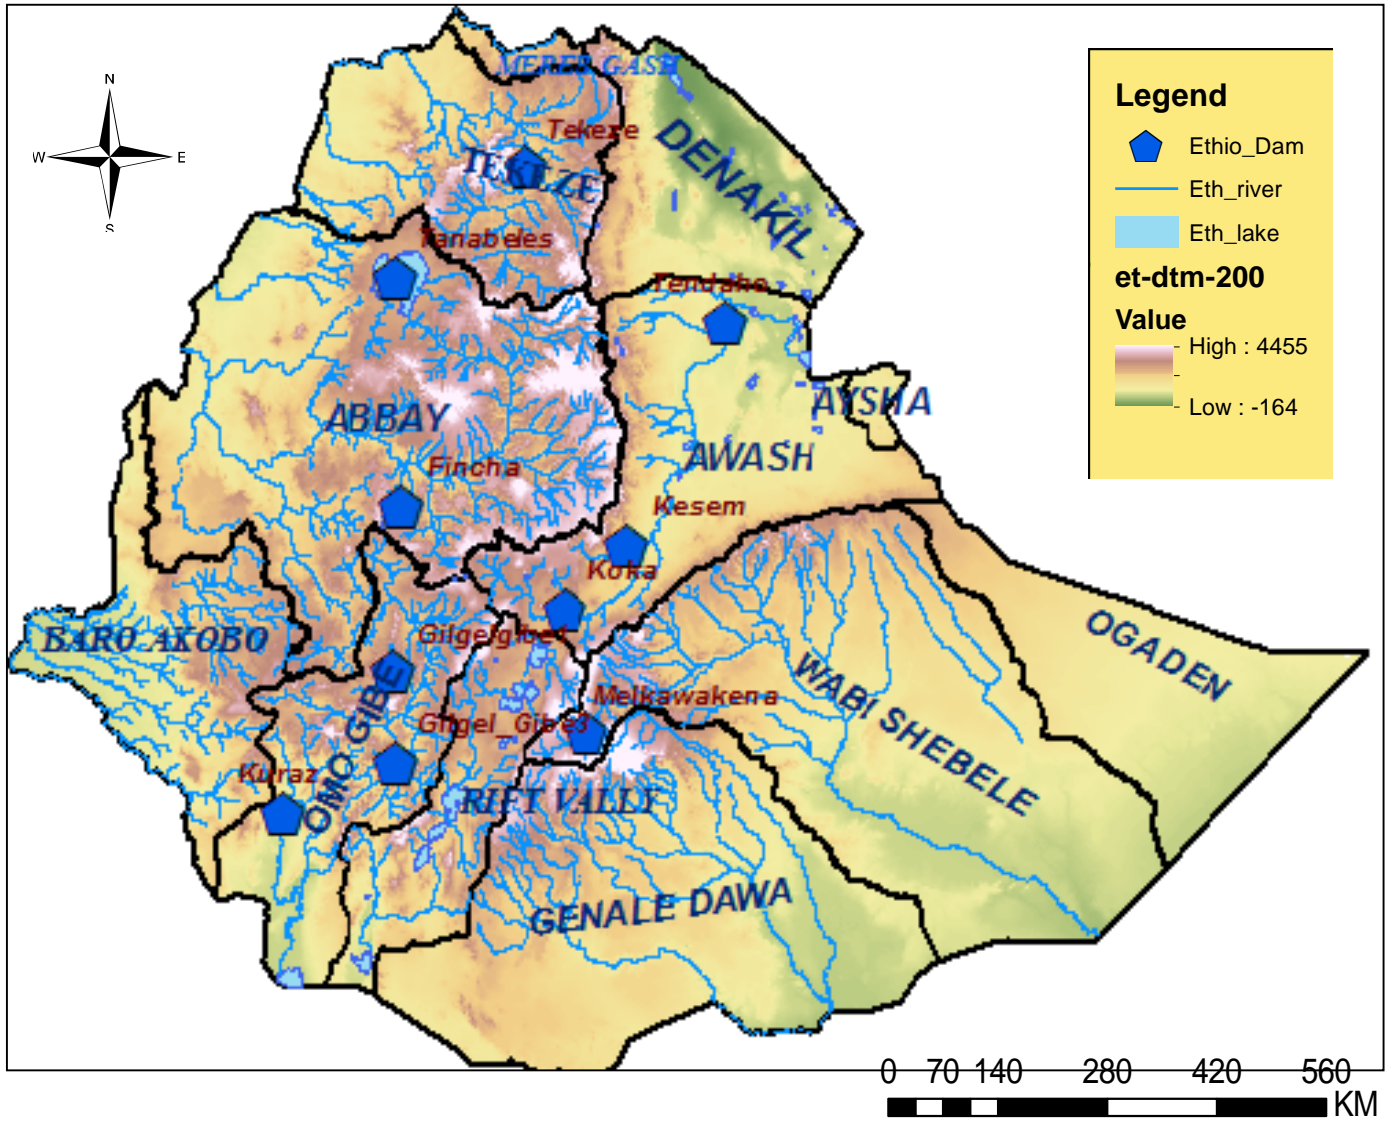 N
W
E
S
MEREB GASH
Tekeze
TEKEZE
DENAKIL
Tanabeles
Tendaho
ABBAY
AYSHA
AWASH
Fincha
Kesem
Koka
BARO AKOBO
Gilgelgibe1
OGADEN
WABI SHEBELE
Melkawakena
Gilgel_Gibe3
OMO GIBE
Kuraz
RIFT VALLY
GENALE DAWA
Legend
Ethio_Dam
Eth_river
Eth_lake
et-dtm-200
Value
High : 4455
Low : -164
0 70 140 280 420 560
KM